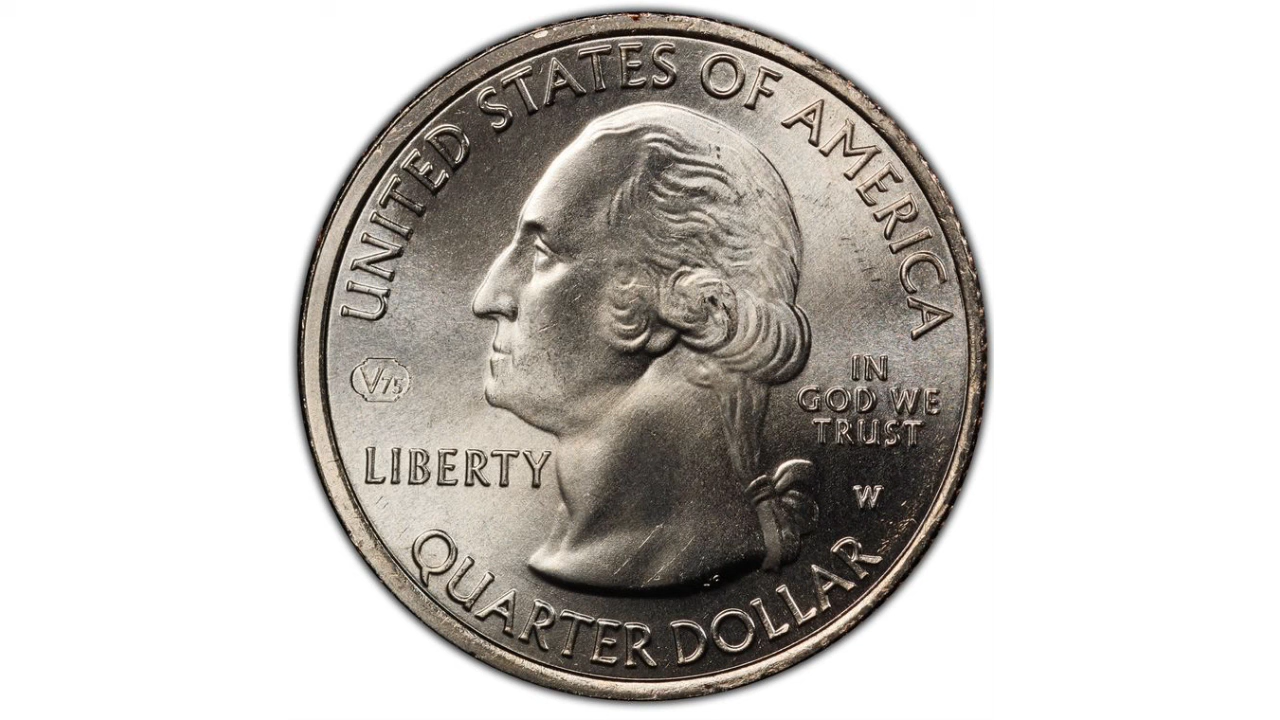 UNITED STATES OF AMERICA
V75
LIBERTY
IN
GOD WE
TRUST
W
QUARTER DOLLAR